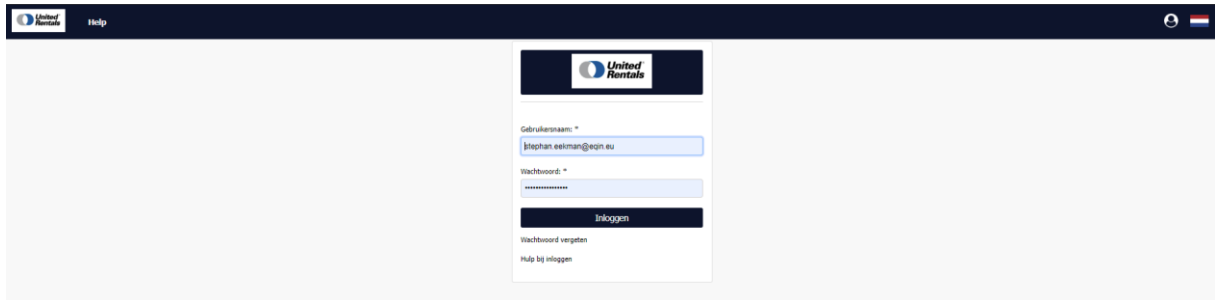 United Rentals
Help
United Rentals
Gebruikersnaam: *
stephan.eekman@eqin.eu
Wachtwoord: *
••••••••••••••••
Inloggen
Wachtwoord vergeten
Hulp bij inloggen